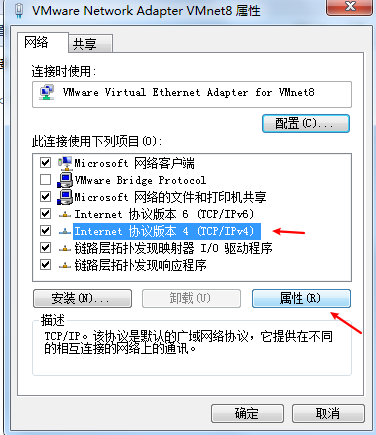 VMware Network Adapter VMnet8 属性
网络 共享
连接时使用:
VMware Virtual Ethernet Adapter for VMnet8
配置(C)...
此连接使用下列项目(O):
Microsoft 网络客户端
VMware Bridge Protocol
Microsoft 网络的文件和打印机共享
Internet 协议版本 6 (TCP/IPv6)
Internet 协议版本 4 (TCP/IPv4)
链路层拓扑发现映射器 I/O 驱动程序
链路层拓扑发现响应程序
安装(N)... 卸载(U) 属性(R)
描述
TCP/IP。该协议是默认的广域网络协议，它提供在不同
的相互连接的网络上的通讯。
确定 取消